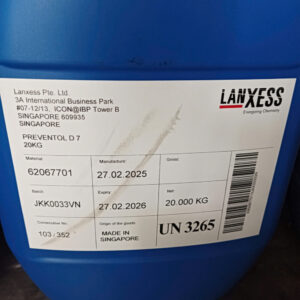 Lanxess Pte. Ltd.
3A International Business Park
#07-12/13, ICON@IBP Tower B
SINGAPORE 609935
SINGAPORE
LANXESS
Energizing Chemistry
PREVENTOL D 7
20KG
Material
Manufacture:
Gross:
62067701
27.02.2025
Batch
Expiry
Net
JKK0033VN
27.02.2026
20.000 KG
Construction No
Origin of the goods
103 / 352
MADE IN
SINGAPORE
UN 3265